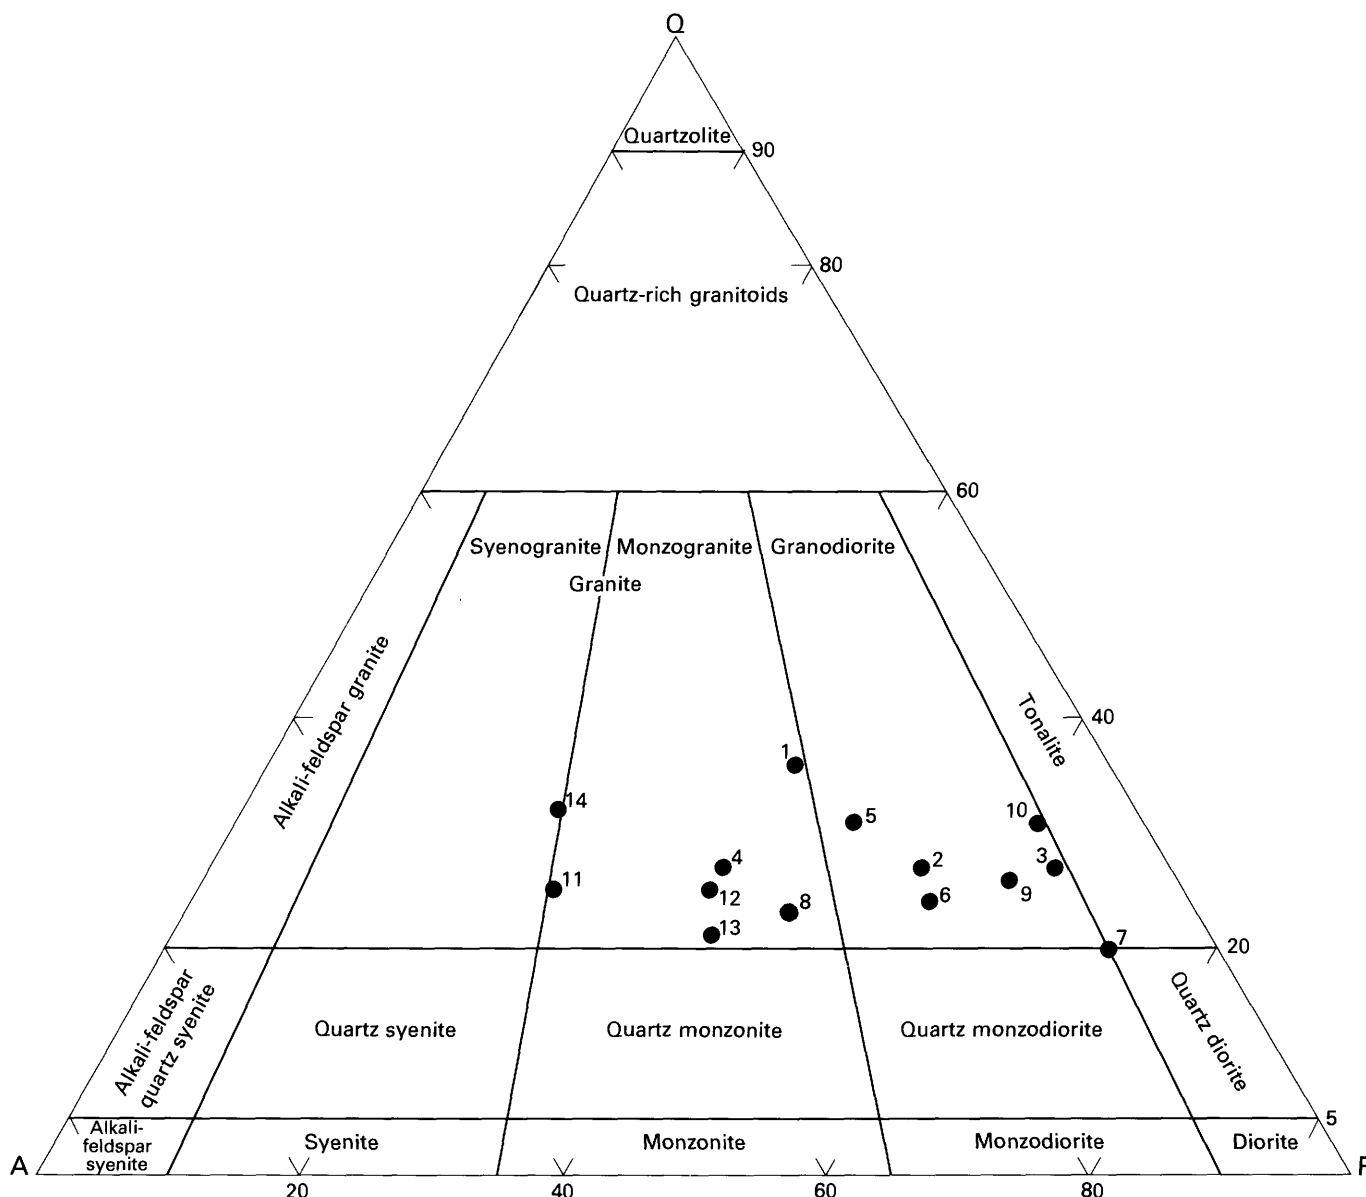 Q
Quartzolite
90
80
Quartz-rich granitoids
60
Syenogranite
Monzogranite
Granodiorite
Granite
Alkali-feldspar granite
Tonalite
40
1
14
5
10
4
2
3
11
12
6
9
8
13
7
20
Alkali-feldspar
quartz syenite
Quartz syenite
Quartz monzonite
Quartz monzodiorite
Quartz diorite
5
Alkali-
feldspar
syenite
Syenite
Monzonite
Monzodiorite
Diorite
A
20
40
60
80